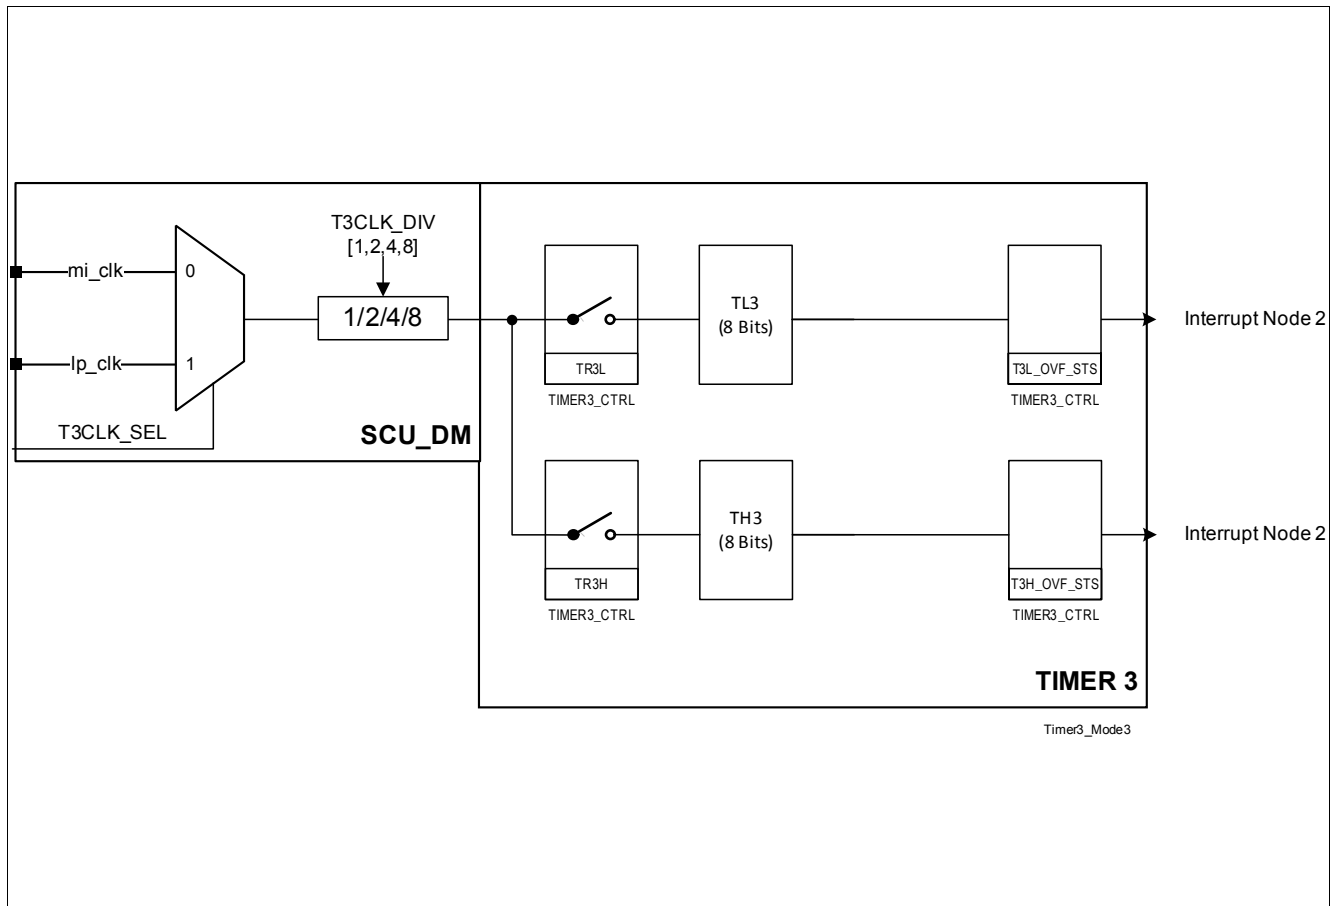 T3CLK_DIV
[1,2,4,8]
mi_clk
0
1/2/4/8
lp_clk
1
T3CLK_SEL
SCU_DM
TR3L
TIMER3_CTRL
TL3
(8 Bits)
T3L_OVF_STS
TIMER3_CTRL
Interrupt Node 2
TR3H
TIMER3_CTRL
TH3
(8 Bits)
T3H_OVF_STS
TIMER3_CTRL
Interrupt Node 2
TIMER 3
Timer3_Mode3